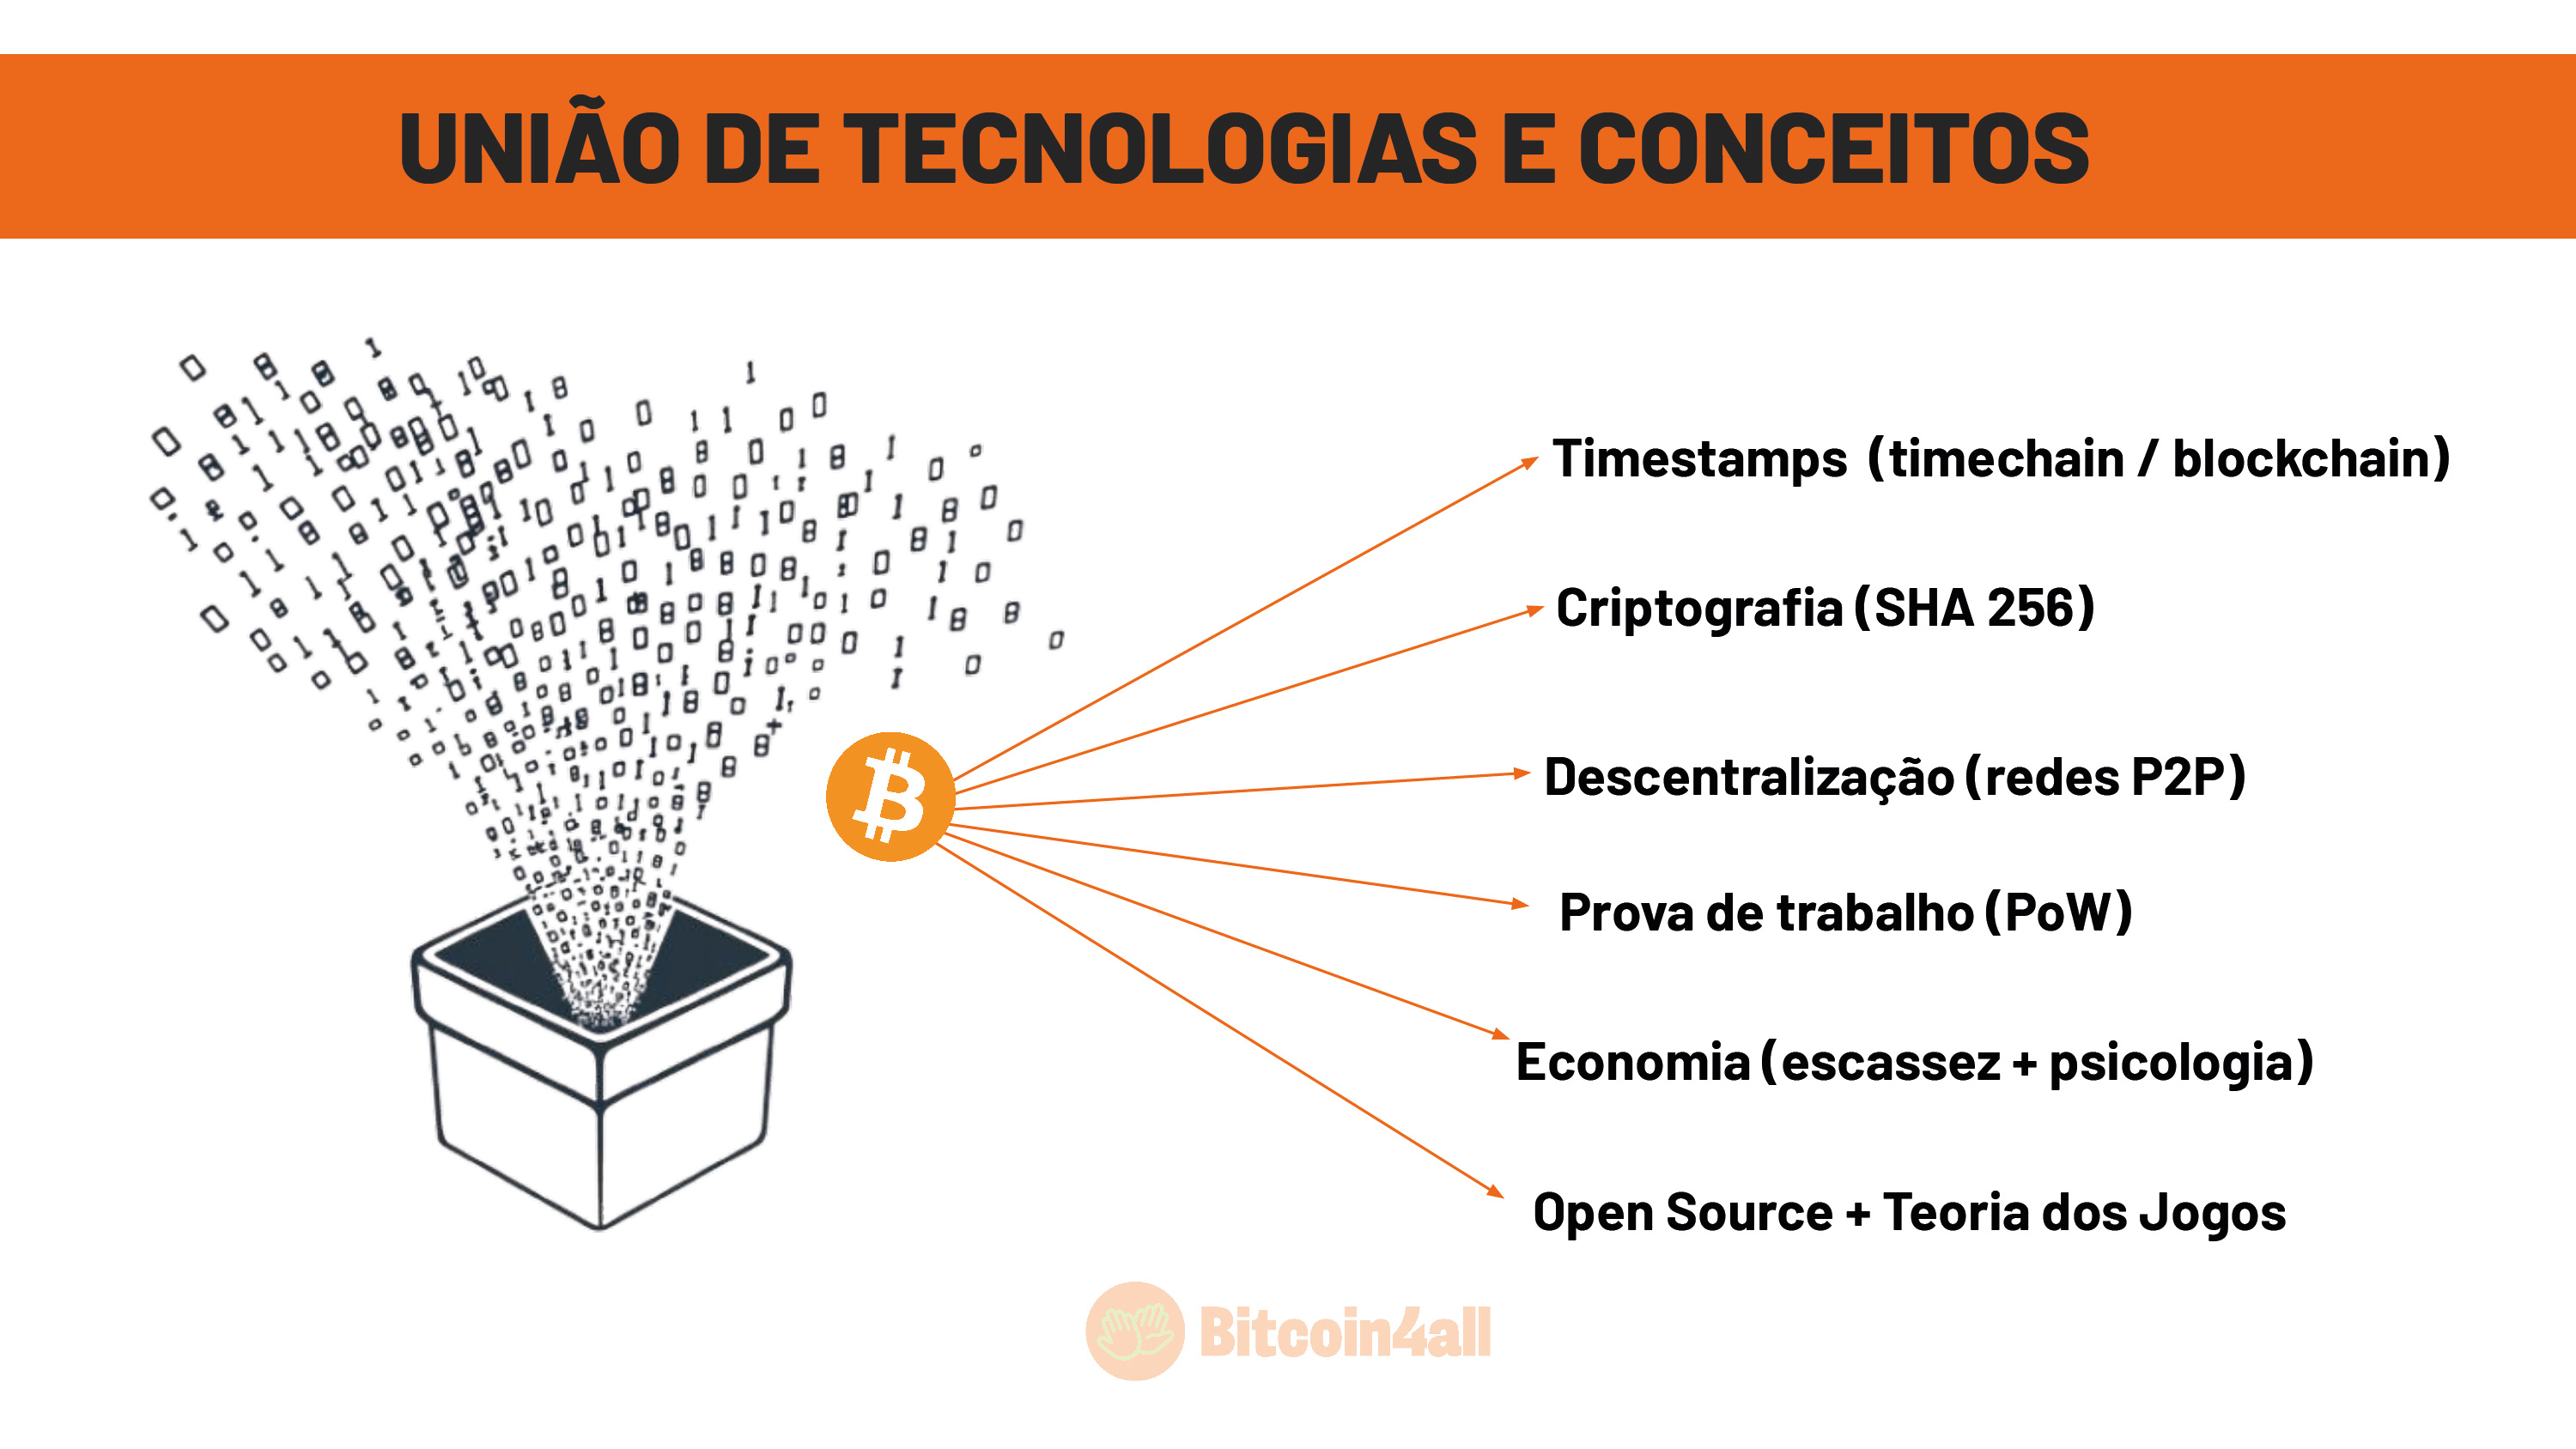 UNIÃO DE TECNOLOGIAS E CONCEITOS
Timestamps (timechain / blockchain)
Criptografia (SHA 256)
Descentralização (redes P2P)
Prova de trabalho (PoW)
Economia (escassez + psicologia)
Open Source + Teoria dos Jogos
Bitcoin4all